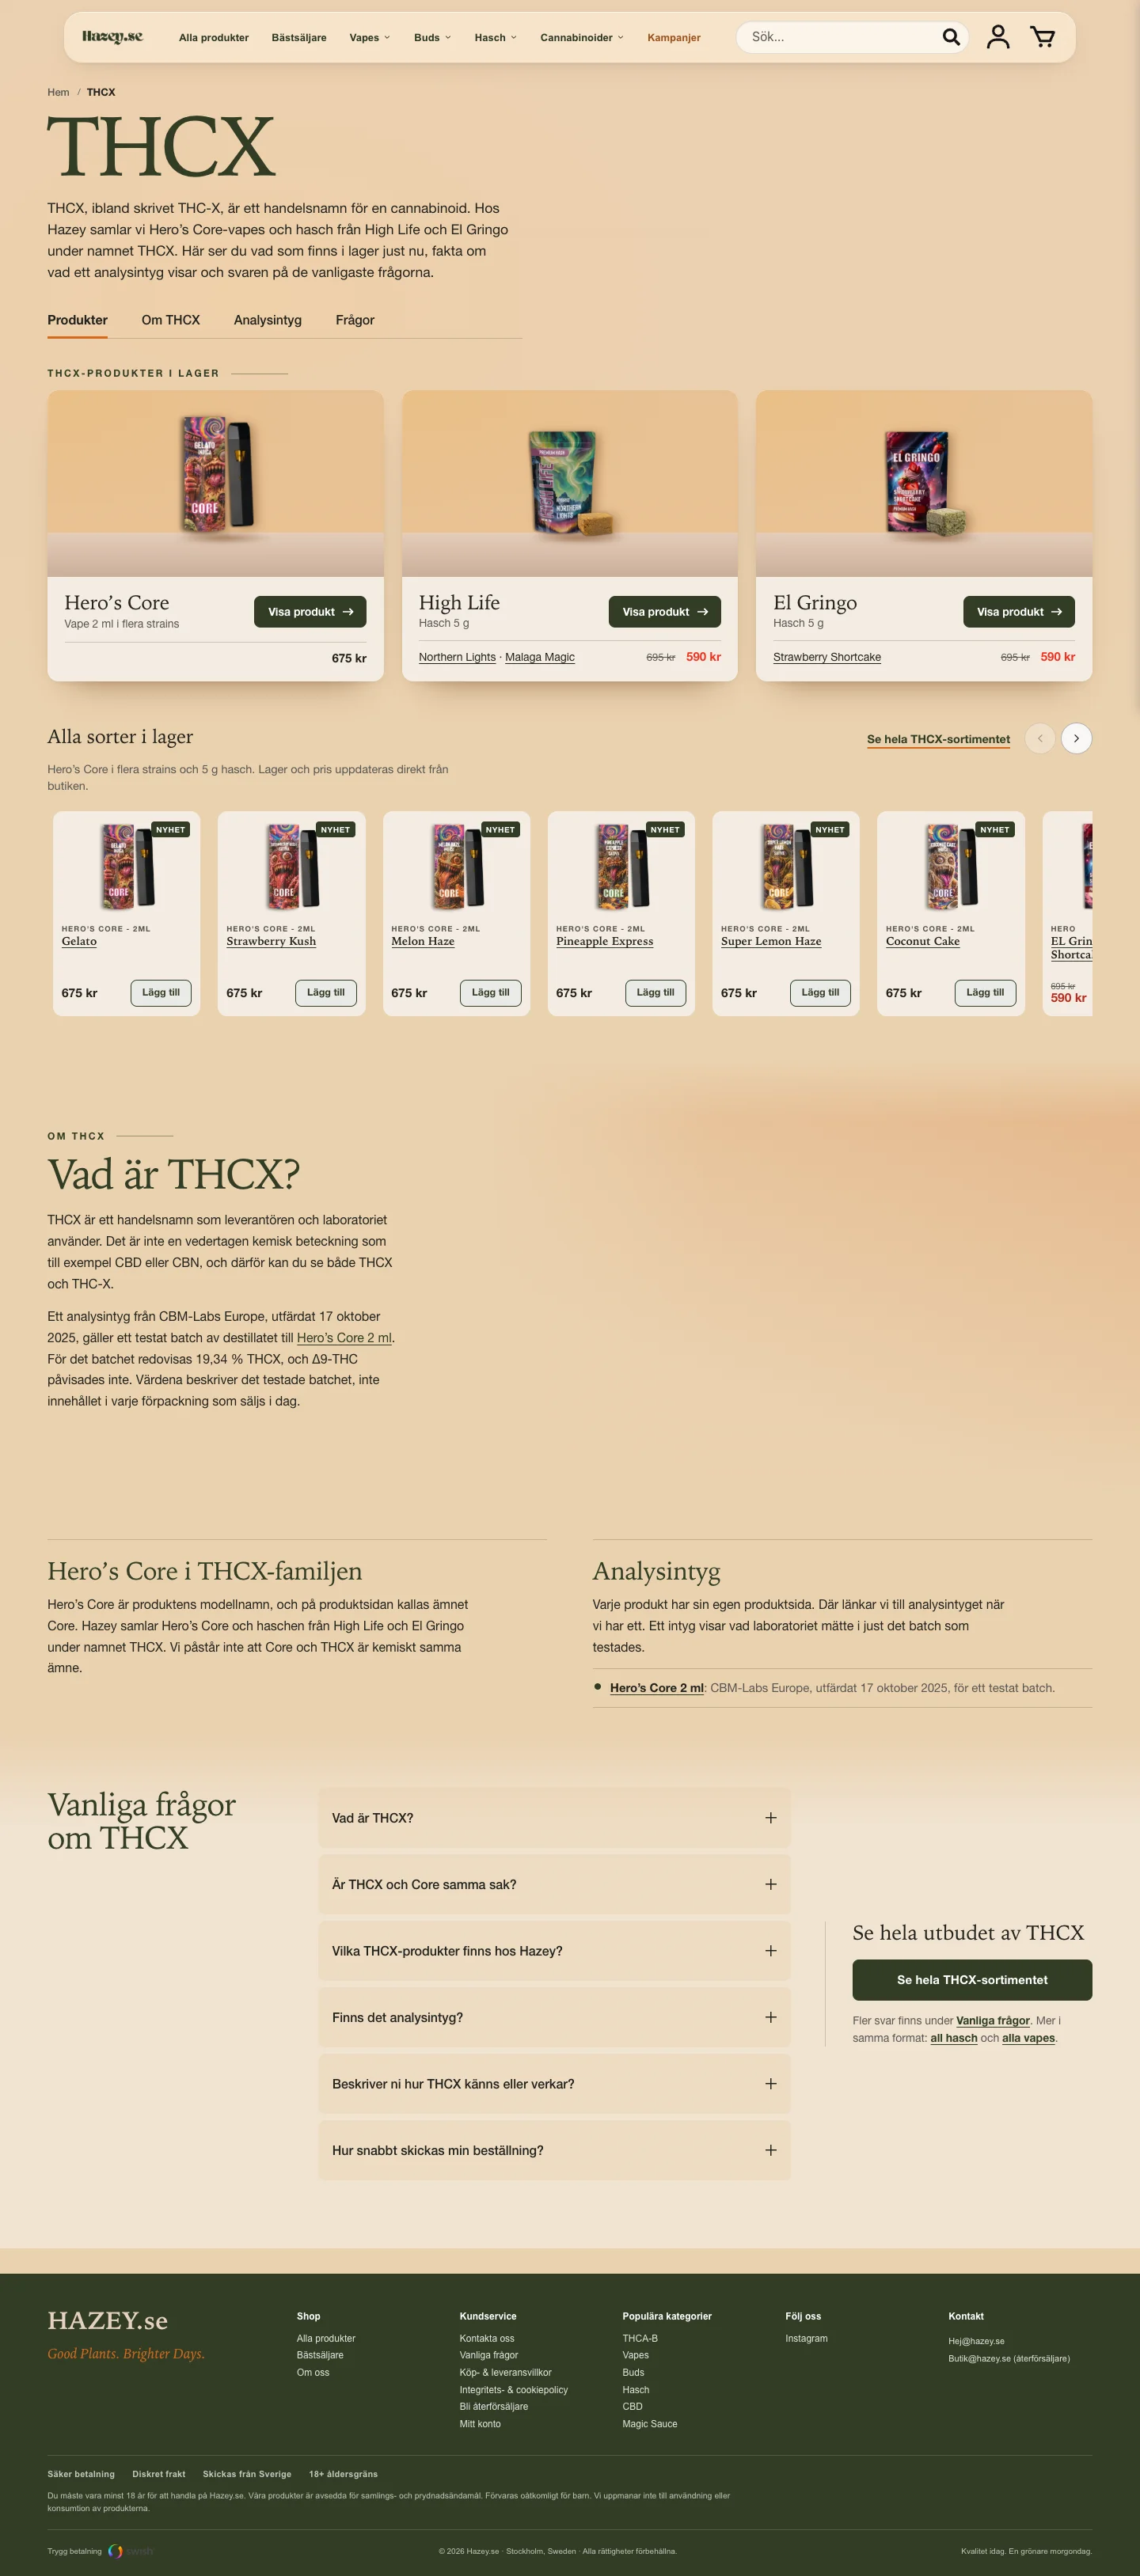 Hazey.se
Alla produkter
Bästsäljare
Vapes
Buds
Hasch
Cannabinoider
Kampanjer
Sök...
Hem / THCX
THCX
THCX, ibland skrivet THC-X, är ett handelsnamn för en cannabinoid. Hos
Hazey samlar vi Hero’s Core-vapes och hasch från High Life och El Gringo
under namnet THCX. Här ser du vad som finns i lager just nu, fakta om
vad ett analysintyg visar och svaren på de vanligaste frågorna.
Produkter
Om THCX
Analysintyg
Frågor
THCX-PRODUKTER I LAGER
GELATO
CORE
NORTHERN
LIGHTS
EL GRINGO
STRAWBERRY
SHORTCAKE
Hero’s Core
Vape 2 ml i flera strains
Visa produkt
675 kr
High Life
Hasch 5 g
Visa produkt
Northern Lights · Malaga Magic
695 kr 590 kr
El Gringo
Hasch 5 g
Visa produkt
Strawberry Shortcake
695 kr 590 kr
Alla sorter i lager
Se hela THCX-sortimentet
Hero’s Core i flera strains och 5 g hasch. Lager och pris uppdateras direkt från
butiken.
NYHET
CORE
HERO'S CORE - 2ML
Gelato
675 kr
Lägg till
NYHET
CORE
HERO'S CORE - 2ML
Strawberry Kush
675 kr
Lägg till
NYHET
CORE
HERO'S CORE - 2ML
Melon Haze
675 kr
Lägg till
NYHET
CORE
HERO'S CORE - 2ML
Pineapple Express
675 kr
Lägg till
NYHET
CORE
HERO'S CORE - 2ML
Super Lemon Haze
675 kr
Lägg till
NYHET
CORE
HERO'S CORE - 2ML
Coconut Cake
675 kr
Lägg till
HERO
EL Grin
Shortca
695 kr
590 kr
OM THCX
Vad är THCX?
THCX är ett handelsnamn som leverantören och laboratoriet
använder. Det är inte en vedertagen kemisk beteckning som
till exempel CBD eller CBN, och därför kan du se både THCX
och THC-X.
Ett analysintyg från CBM-Labs Europe, utfärdat 17 oktober
2025, gäller ett testat batch av destillatet till Hero’s Core 2 ml.
För det batchet redovisas 19,34 % THCX, och Δ9-THC
påvisades inte. Värdena beskriver det testade batchet, inte
innehållet i varje förpackning som säljs i dag.
Hero’s Core i THCX-familjen
Hero’s Core är produktens modellnamn, och på produktsidan kallas ämnet
Core. Hazey samlar Hero’s Core och haschen från High Life och El Gringo
under namnet THCX. Vi påstår inte att Core och THCX är kemiskt samma
ämne.
Analysintyg
Varje produkt har sin egen produktsida. Där länkar vi till analysintyget när
vi har ett. Ett intyg visar vad laboratoriet mätte i just det batch som
testades.
Hero’s Core 2 ml: CBM-Labs Europe, utfärdat 17 oktober 2025, för ett testat batch.
Vanliga frågor
om THCX
Vad är THCX?
Är THCX och Core samma sak?
Vilka THCX-produkter finns hos Hazey?
Finns det analysintyg?
Beskriver ni hur THCX känns eller verkar?
Hur snabbt skickas min beställning?
Se hela utbudet av THCX
Se hela THCX-sortimentet
Fler svar finns under Vanliga frågor. Mer i
samma format: all hasch och alla vapes.
HAZEY.se
Good Plants. Brighter Days.
Shop
Alla produkter
Bästsäljare
Om oss
Kundservice
Kontakta oss
Vanliga frågor
Köp- & leveransvillkor
Integritets- & cookiepolicy
Bli återförsäljare
Mitt konto
Populära kategorier
THCA-B
Vapes
Buds
Hasch
CBD
Magic Sauce
Följ oss
Instagram
Kontakt
Hej@hazey.se
Butik@hazey.se (återförsäljare)
Säker betalning
Diskret frakt
Skickas från Sverige
18+ åldersgräns
Du måste vara minst 18 år för att handla på Hazey.se. Våra produkter är avsedda för samlings- och prydnadsändamål. Förvaras oåtkomligt för barn. Vi uppmanar inte till användning eller
konsumtion av produkterna.
Trygg betalning
swish
© 2026 Hazey.se · Stockholm, Sweden · Alla rättigheter förbehållna.
Kvalitet idag. En grönare morgondag.